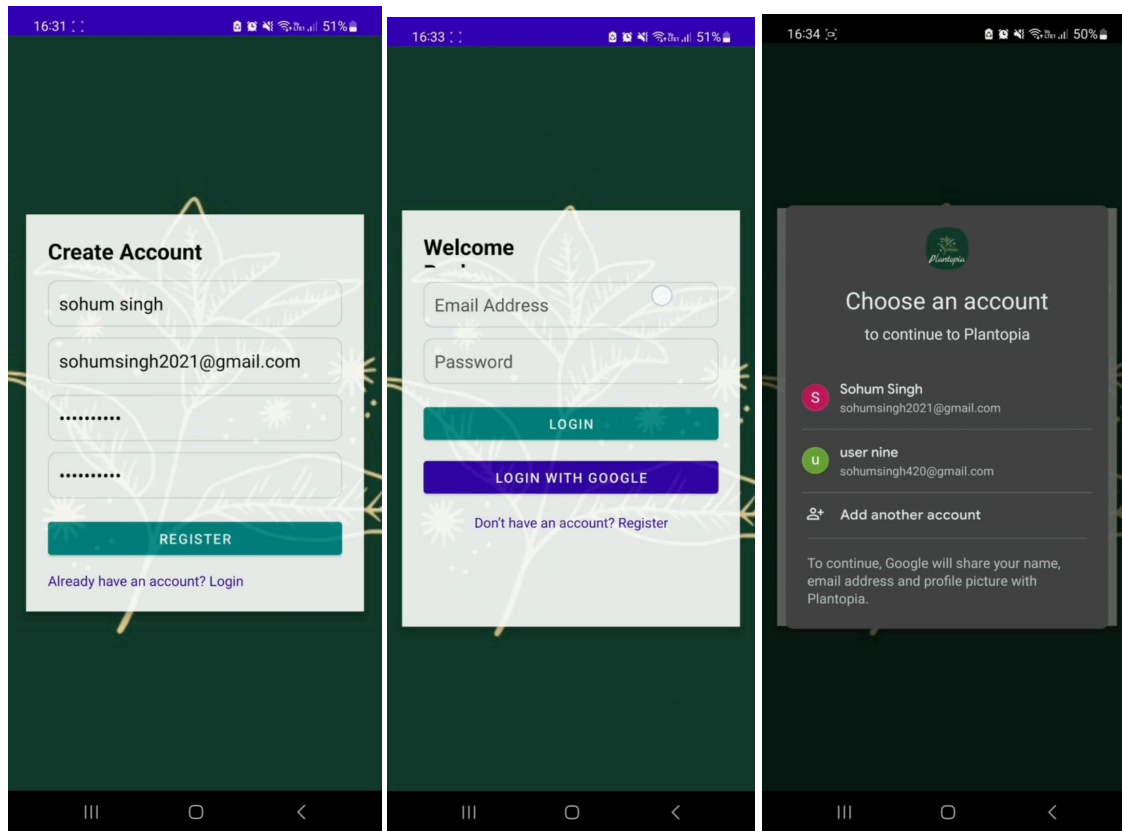 16:31
51%
Create Account
sohum singh
sohumsingh2021@gmail.com
••••••••••
••••••••••
REGISTER
Already have an account? Login
16:33
51%
Welcome
Email Address
Password
LOGIN
LOGIN WITH GOOGLE
Don't have an account? Register
16:34
50%
Plantopia
Choose an account
to continue to Plantopia
S
Sohum Singh
sohumsingh2021@gmail.com
u
user nine
sohumsingh420@gmail.com
Add another account
To continue, Google will share your name,
email address and profile picture with
Plantopia.